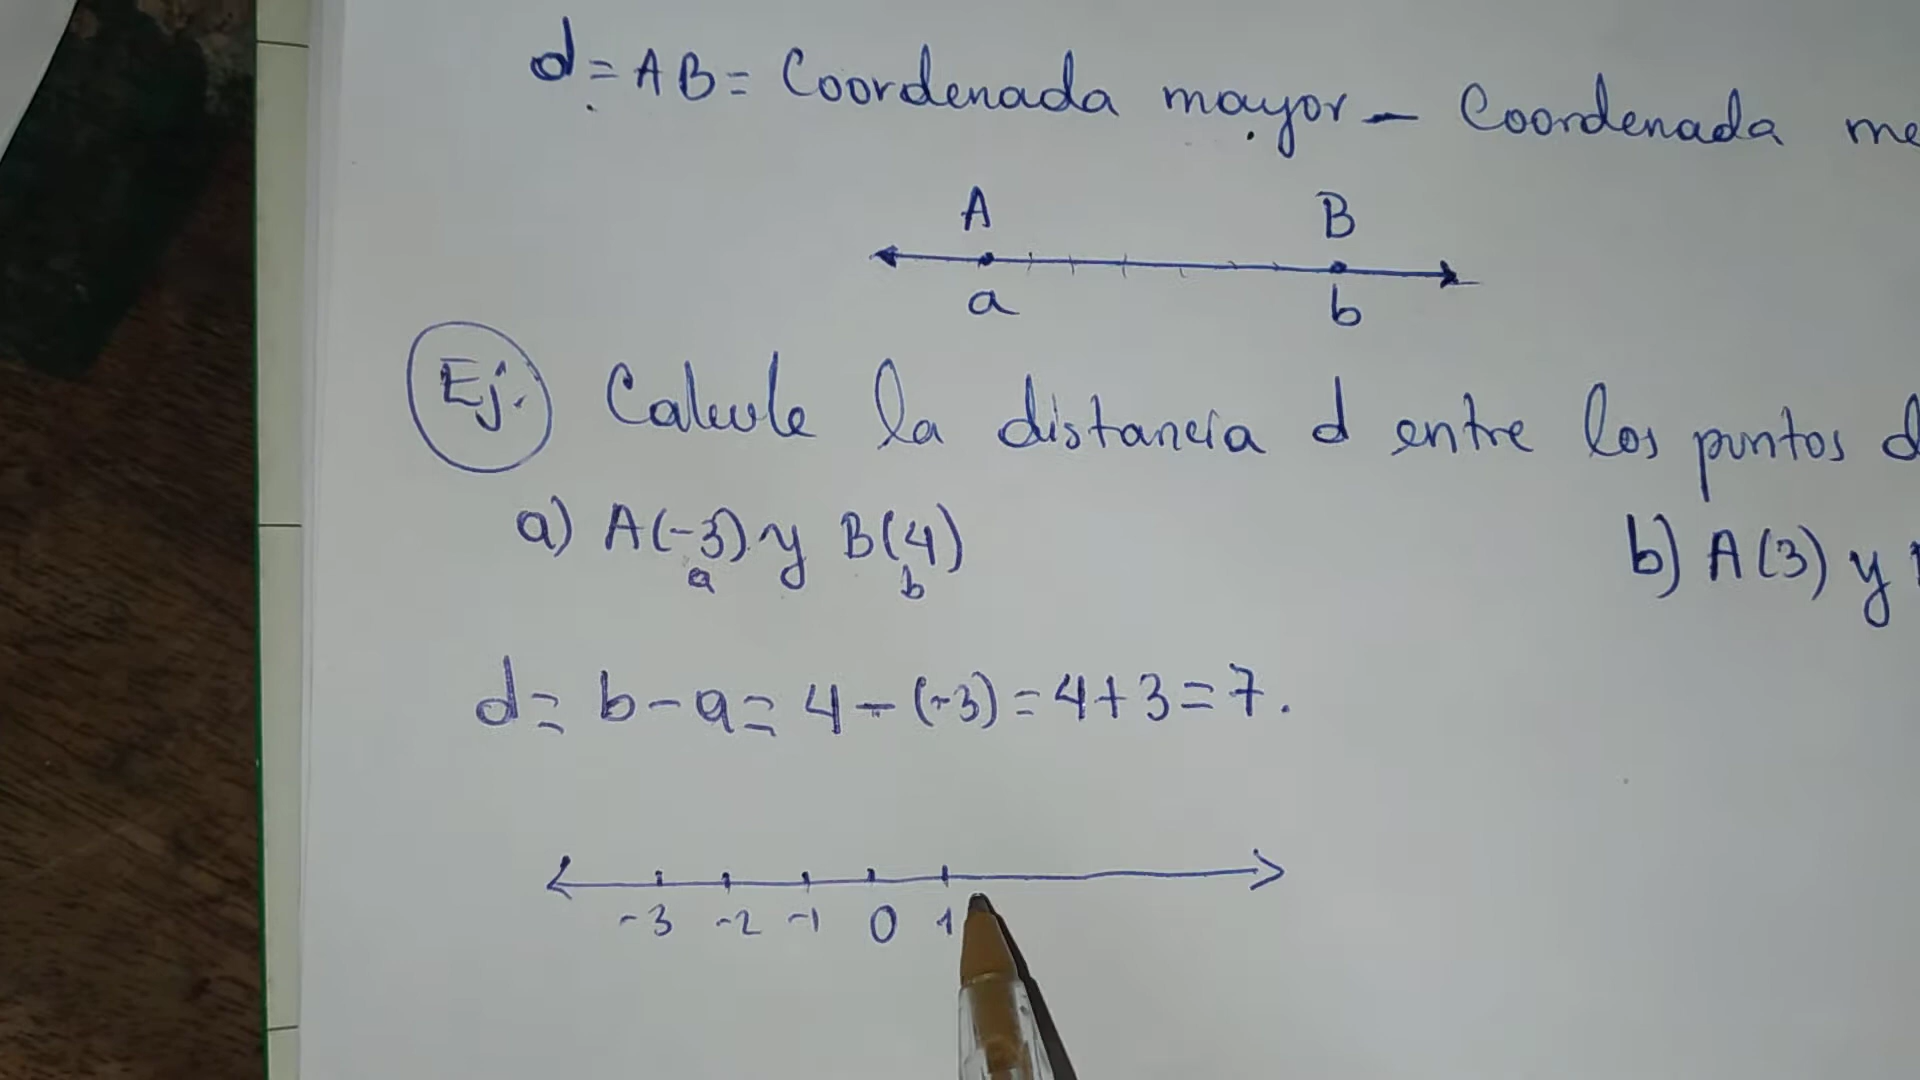 d = AB = Coordenada mayor - Coordenada me
A B
a b
Ej. Calcule la distancia d entre los puntos d
a) A(-3) y B(4) b) A(3) y
a b
d = b - a = 4 - (-3) = 4 + 3 = 7.
-3 -2 -1 0 1